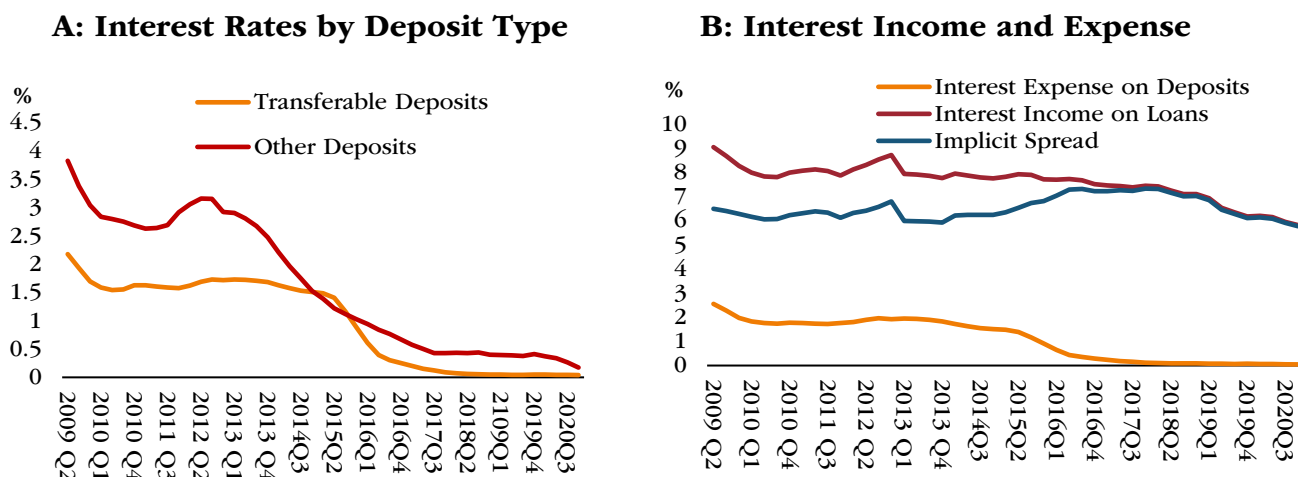 A: Interest Rates by Deposit Type
%
Transferable Deposits
Other Deposits
4.5
4
3.5
3
2.5
2
1.5
1
0.5
0
2009 Q2
2010 Q1
2010 Q4
2011 Q3
2012 Q2
2013 Q1
2013 Q4
2014Q3
2015Q2
2016Q1
2016Q4
2017Q3
2018Q2
2109Q1
2019Q4
2020Q3
B: Interest Income and Expense
%
Interest Expense on Deposits
Interest Income on Loans
Implicit Spread
10
9
8
7
6
5
4
3
2
1
0
2009 Q2
2010 Q1
2010 Q4
2011 Q3
2012 Q2
2013 Q1
2013 Q4
2014Q3
2015Q2
2016Q1
2016Q4
2017Q3
2018Q2
2019Q1
2019Q4
2020Q3